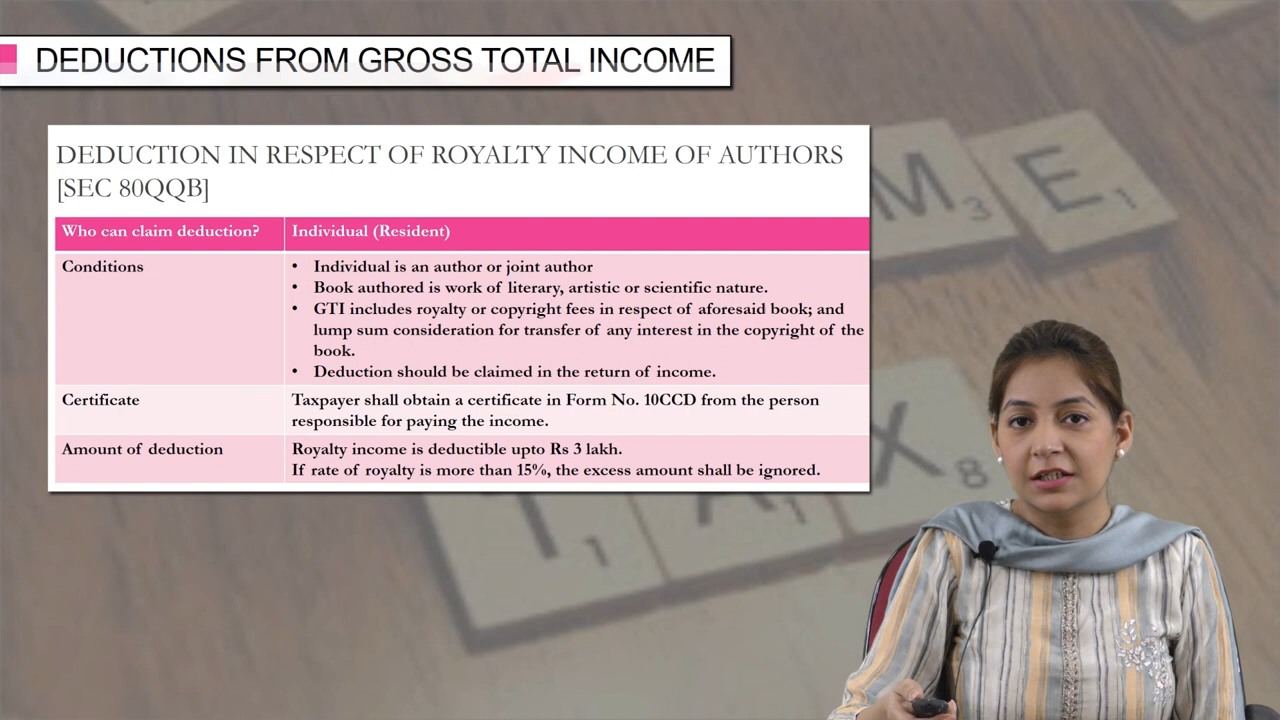 DEDUCTIONS FROM GROSS TOTAL INCOME
DEDUCTION IN RESPECT OF ROYALTY INCOME OF AUTHORS
[SEC 80QQB]
Who can claim deduction? Individual (Resident)
Conditions • Individual is an author or joint author
• Book authored is work of literary, artistic or scientific nature.
• GTI includes royalty or copyright fees in respect of aforesaid book; and
lump sum consideration for transfer of any interest in the copyright of the
book.
• Deduction should be claimed in the return of income.
Certificate Taxpayer shall obtain a certificate in Form No. 10CCD from the person
responsible for paying the income.
Amount of deduction Royalty income is deductible upto Rs 3 lakh.
If rate of royalty is more than 15%, the excess amount shall be ignored.
M3 E1
T1 A1 X8